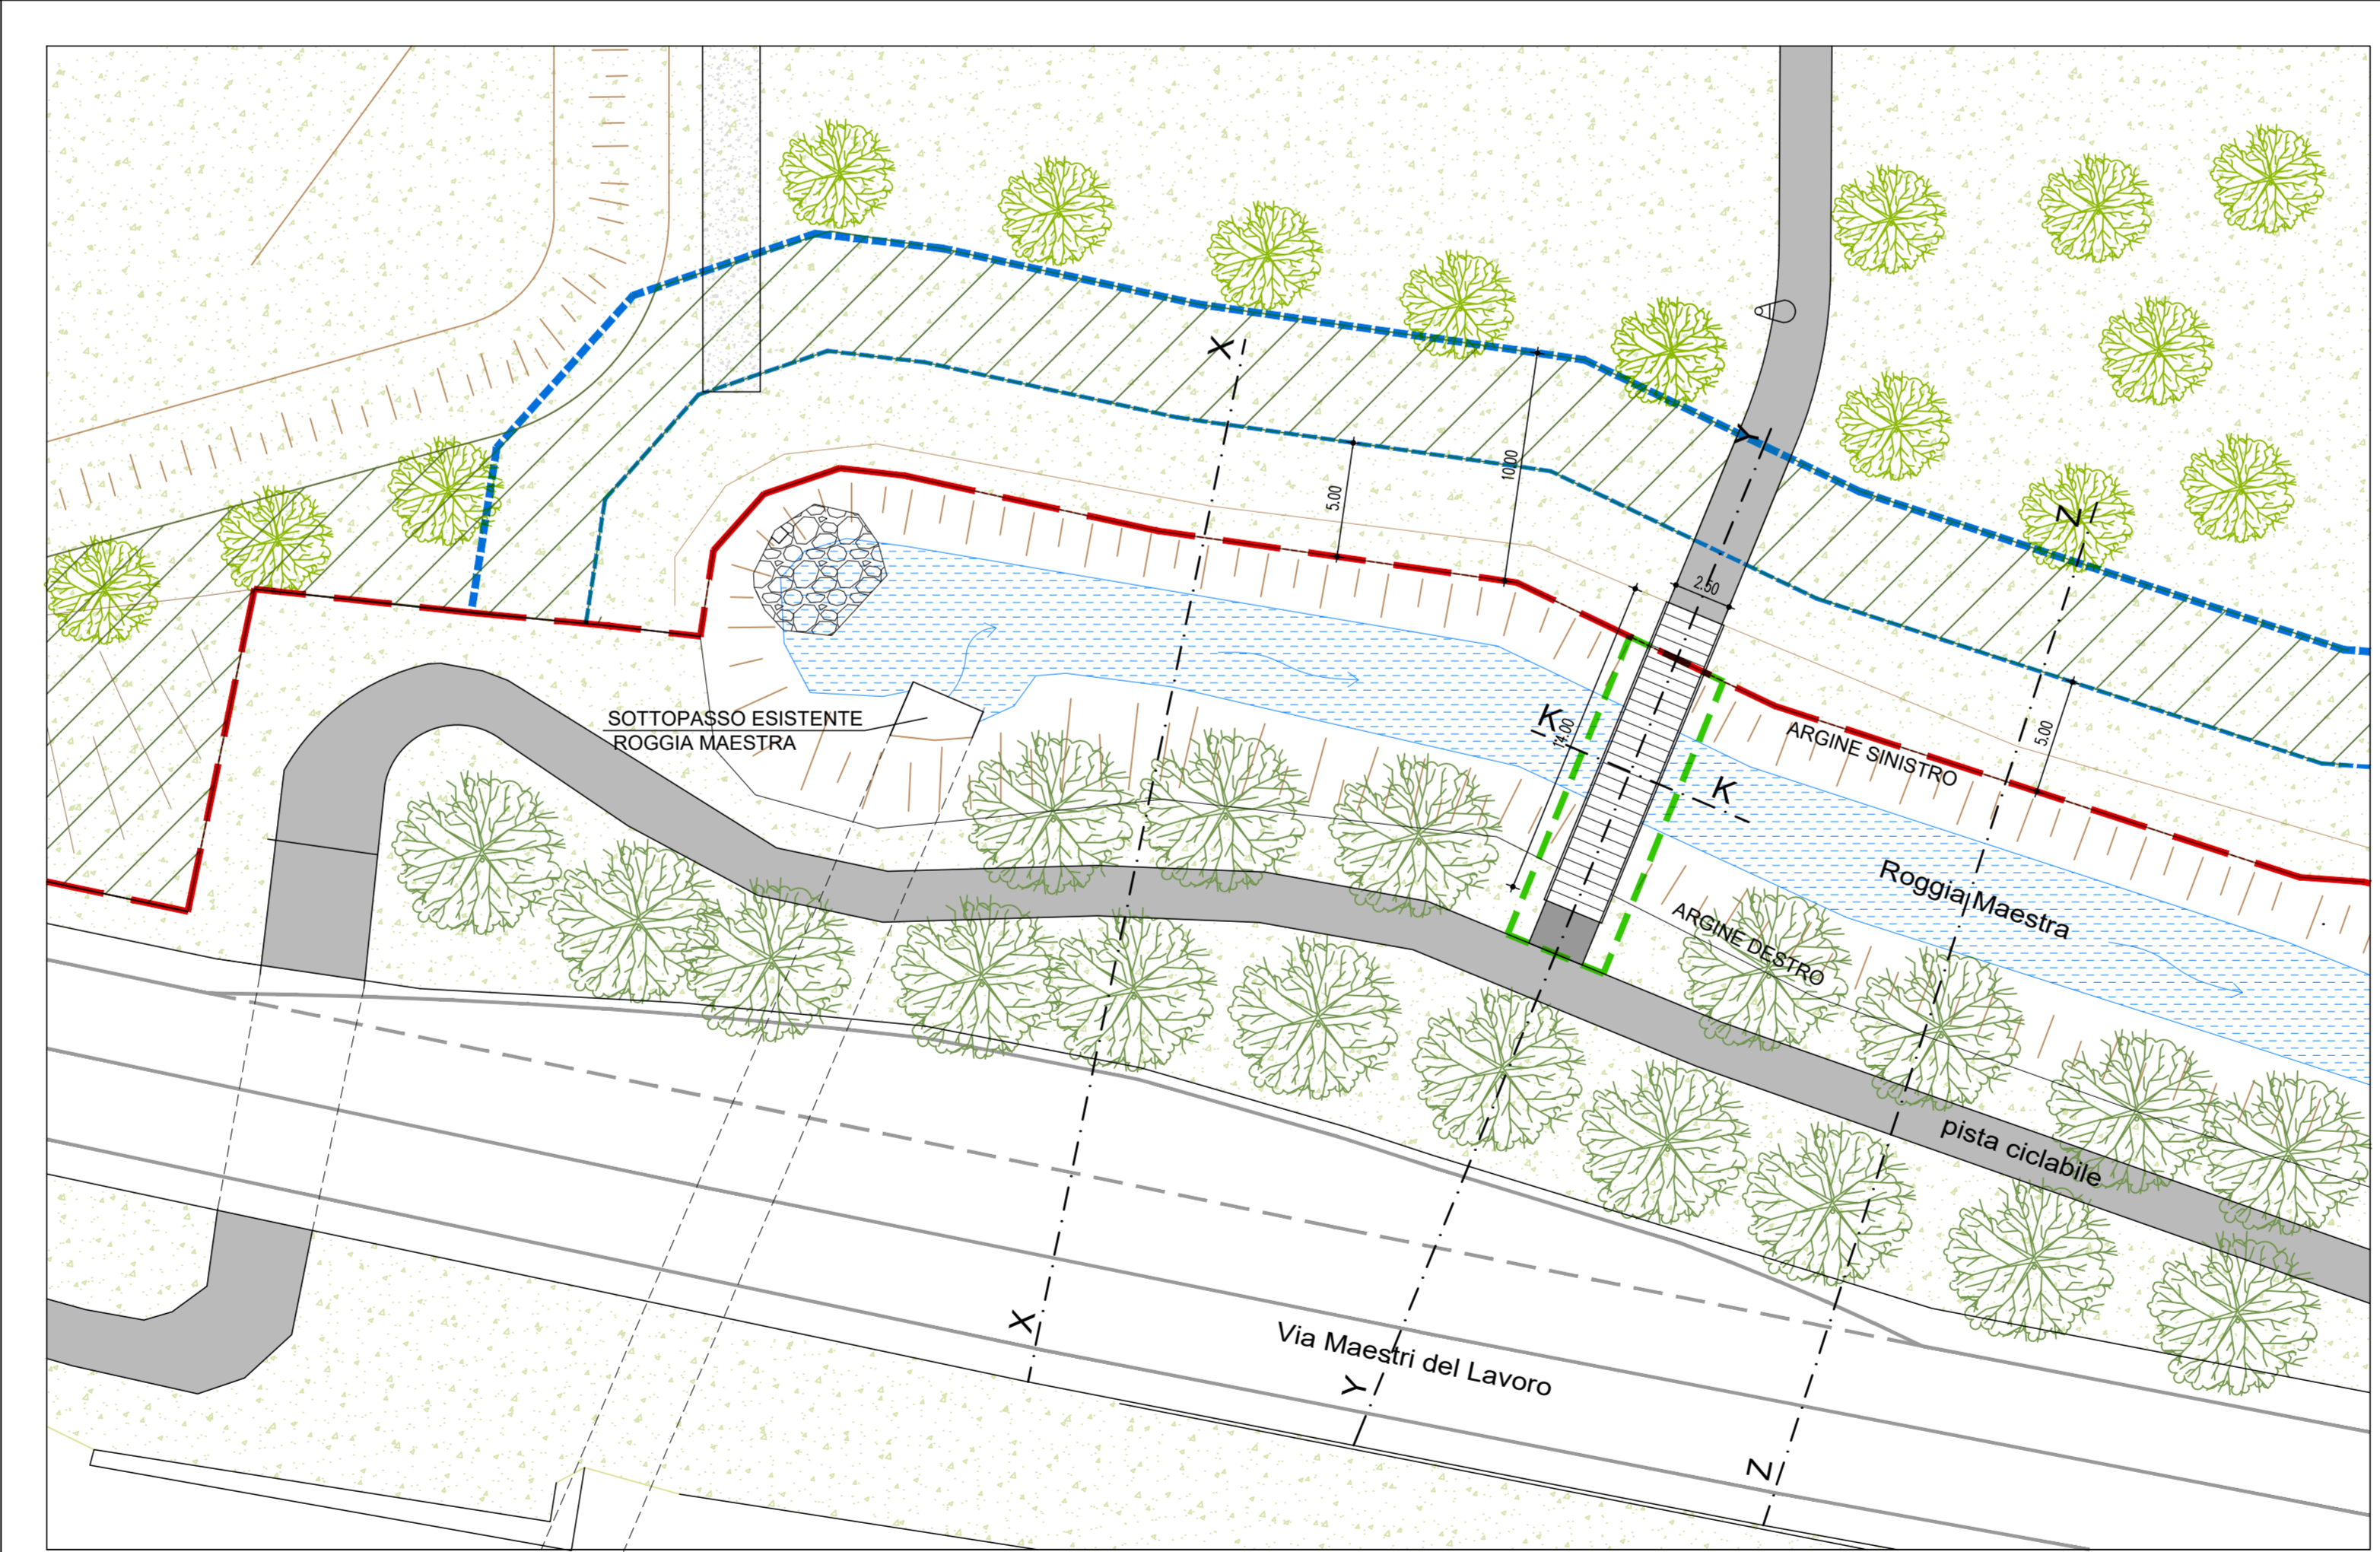 X
Y
Z
10.00
5.00
2.50
SOTTOPASSO ESISTENTE
ROGGIA MAESTRA
K
14.00
K
5.00
ARGINE SINISTRO
Roggia Maestra
ARGINE DESTRO
pista ciclabile
X
Via Maestri del Lavoro
Y
Z